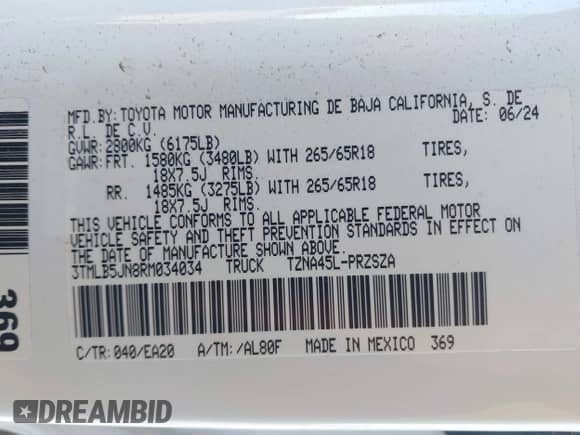 MFD.BY:TOYOTA MOTOR MANUFACTURING DE BAJA CALIFORNIA, S. DE
R.L. DE C.V. DATE: 06/24
GVWR:2800KG (6175LB)
GAWR:FRT. 1580KG (3480LB) WITH 265/65R18 TIRES,
18X7.5J RIMS.
RR. 1485KG (3275LB) WITH 265/65R18 TIRES,
18X7.5J RIMS.
THIS VEHICLE CONFORMS TO ALL APPLICABLE FEDERAL MOTOR
VEHICLE SAFETY AND THEFT PREVENTION STANDARDS IN EFFECT ON
THE DATE OF MANUFACTURE SHOWN ABOVE.
3TMLB5JN8RM034034 TRUCK TZNA45L-PRZSZA
C/TR:040/EA20 A/TM:/AL80F MADE IN MEXICO 369
369
DREAMBID